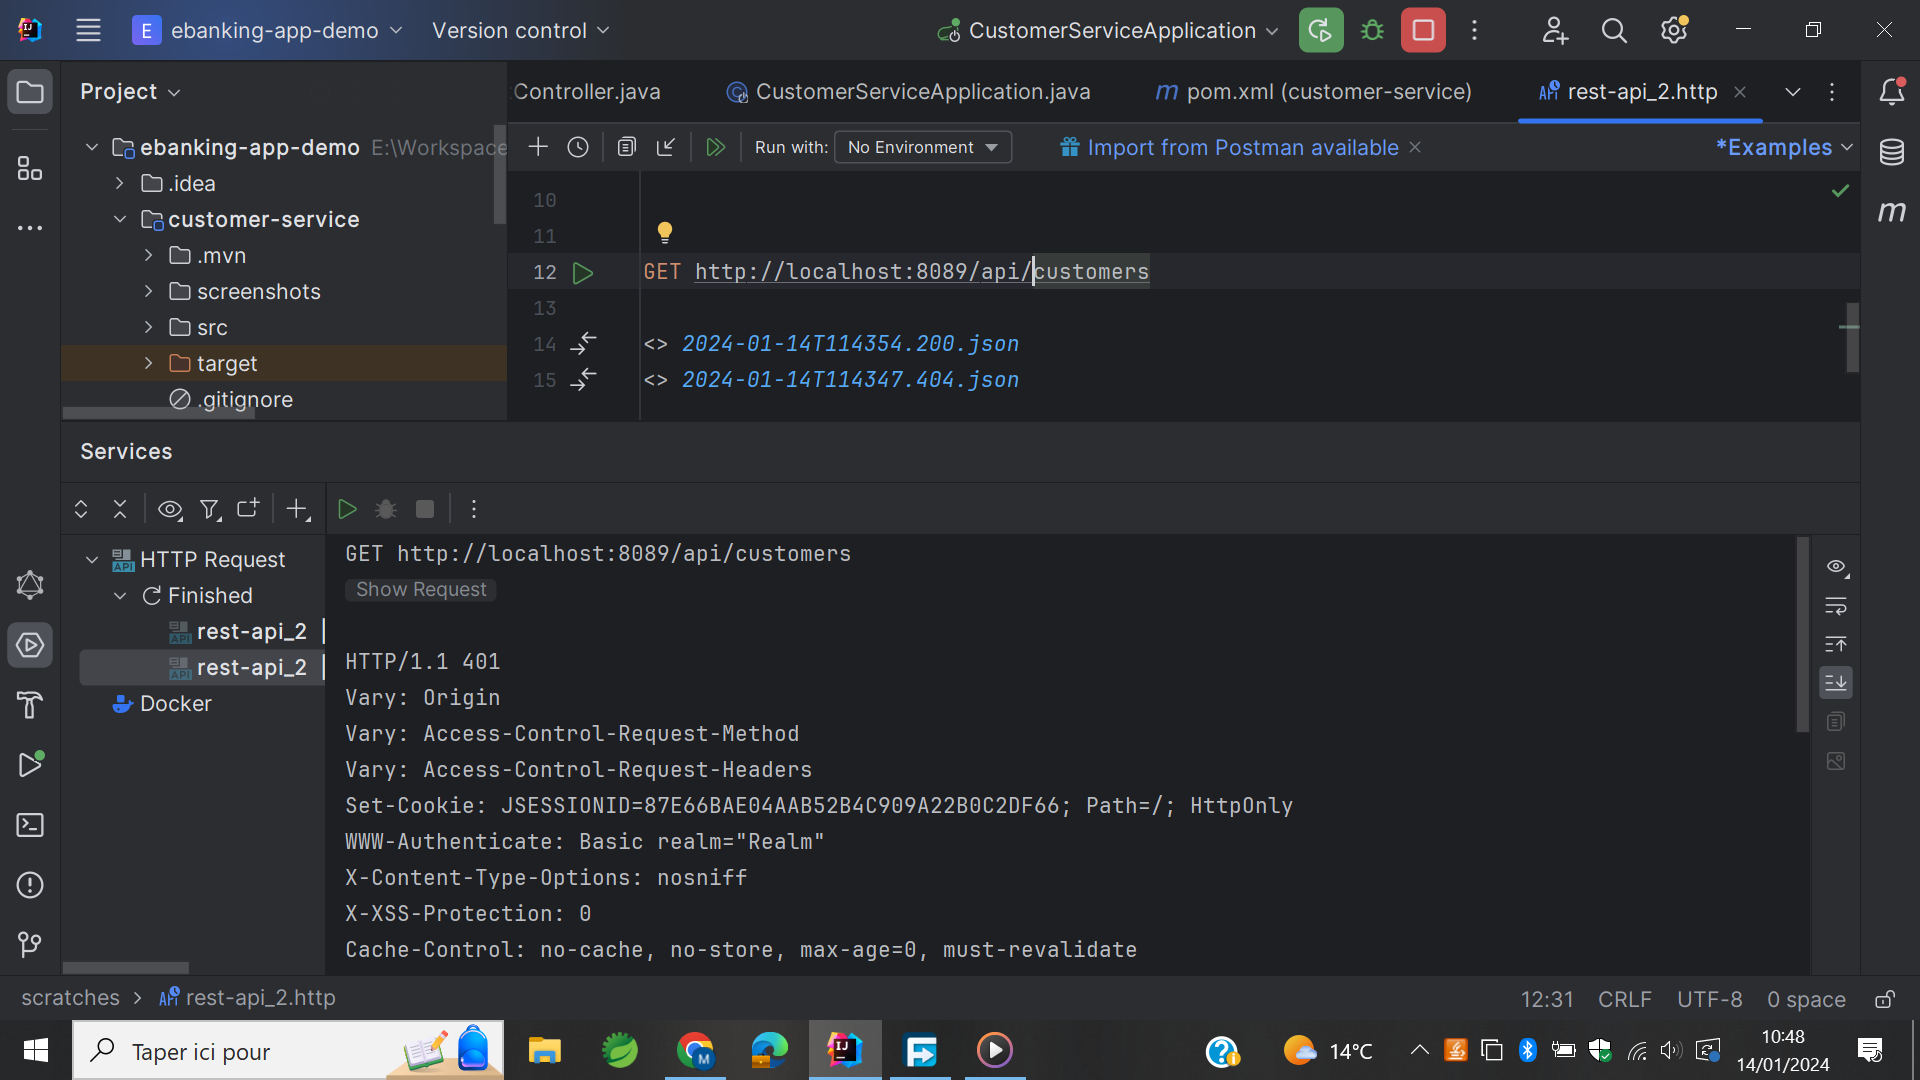 E ebanking-app-demo Version control CustomerServiceApplication
Project
Controller.java CustomerServiceApplication.java pom.xml (customer-service) rest-api_2.http
Run with: No Environment Import from Postman available *Examples
ebanking-app-demo E:\Workspace
.idea
customer-service
.mvn
screenshots
src
target
.gitignore
10
11
12 GET http://localhost:8089/api/customers
13
14 <> 2024-01-14T114354.200.json
15 <> 2024-01-14T114347.404.json
Services
HTTP Request
Finished
rest-api_2
rest-api_2
Docker
GET http://localhost:8089/api/customers
Show Request
HTTP/1.1 401
Vary: Origin
Vary: Access-Control-Request-Method
Vary: Access-Control-Request-Headers
Set-Cookie: JSESSIONID=87E66BAE04AAB52B4C909A22B0C2DF66; Path=/; HttpOnly
WWW-Authenticate: Basic realm="Realm"
X-Content-Type-Options: nosniff
X-XSS-Protection: 0
Cache-Control: no-cache, no-store, max-age=0, must-revalidate
scratches > rest-api_2.http
12:31 CRLF UTF-8 0 space
Taper ici pour
14°C
10:48
14/01/2024